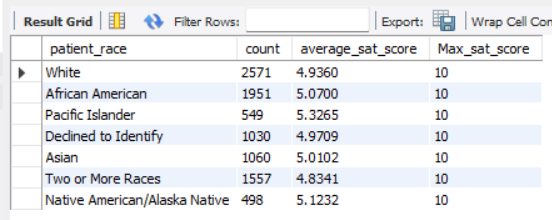 Result Grid Filter Rows: Export: Wrap Cell Con
patient_race count average_sat_score Max_sat_score
White 2571 4.9360 10
African American 1951 5.0700 10
Pacific Islander 549 5.3265 10
Declined to Identify 1030 4.9709 10
Asian 1060 5.0102 10
Two or More Races 1557 4.8341 10
Native American/Alaska Native 498 5.1232 10